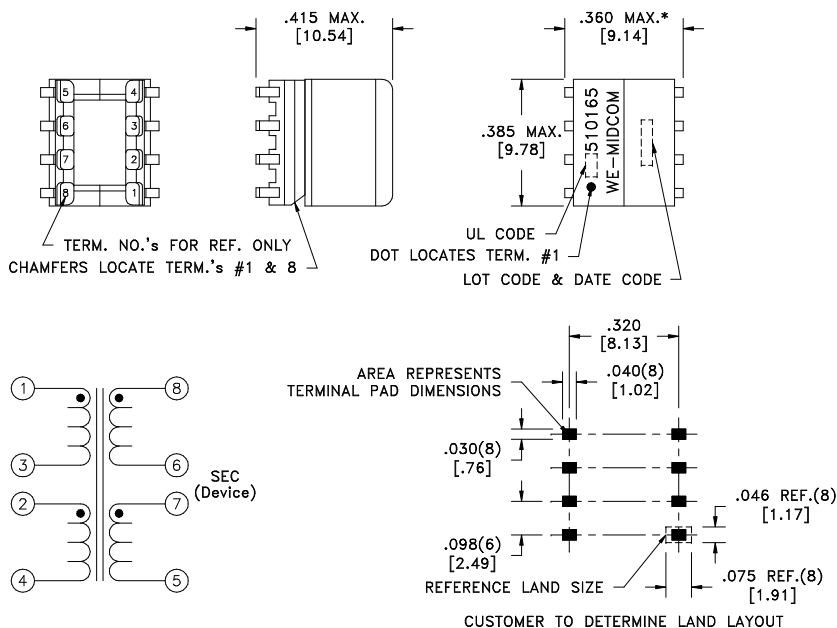 .415 MAX.
[10.54]
.360 MAX.*
[9.14]
5
4
6
3
7
2
8
1
.385 MAX.
[9.78]
510165
WE-MIDCOM
TERM. NO.'s FOR REF. ONLY
CHAMFERS LOCATE TERM.'s #1 & 8
UL CODE
DOT LOCATES TERM. #1
LOT CODE & DATE CODE
1
8
3
6
SEC
(Device)
2
7
4
5
.320
[8.13]
AREA REPRESENTS
TERMINAL PAD DIMENSIONS
.040(8)
[1.02]
.030(8)
[.76]
.098(6)
[2.49]
.046 REF.(8)
[1.17]
REFERENCE LAND SIZE
.075 REF.(8)
[1.91]
CUSTOMER TO DETERMINE LAND LAYOUT